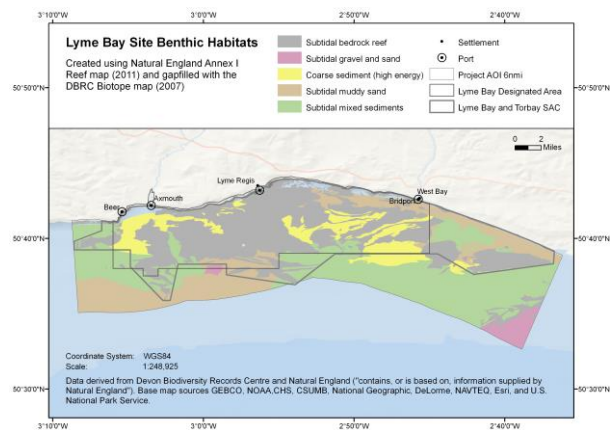 3°10'0"W 3°0'0"W 2°50'0"W 2°40'0"W
Lyme Bay Site Benthic Habitats
Created using Natural England Annex I
Reef map (2011) and gapfilled with the
DBRC Biotope map (2007)
Subtidal bedrock reef
Subtidal gravel and sand
Coarse sediment (high energy)
Subtidal muddy sand
Subtidal mixed sediments
Settlement
Port
Project AOI 6nmi
Lyme Bay Designated Area
Lyme Bay and Torbay SAC
0 2
Miles
50°50'0"N 50°50'0"N
Lyme Regis
Axmouth
Beer
West Bay
Bridport
50°40'0"N 50°40'0"N
Coordinate System: WGS84
Scale: 1:248,925
50°30'0"N 50°30'0"N
Data derived from Devon Biodiversity Records Centre and Natural England ("contains, or is based on, information supplied by
Natural England"). Base map sources GEBCO, NOAA,CHS, CSUMB, National Geographic, DeLorme, NAVTEQ, Esri, and U.S.
National Park Service.
3°10'0"W 3°0'0"W 2°50'0"W 2°40'0"W